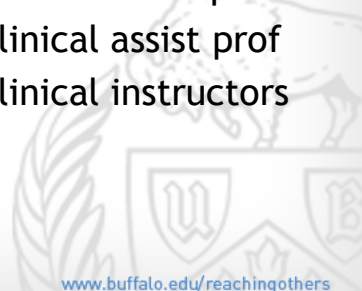 linical assist prof
linical instructors
U B
www.buffalo.edu/reachingothers